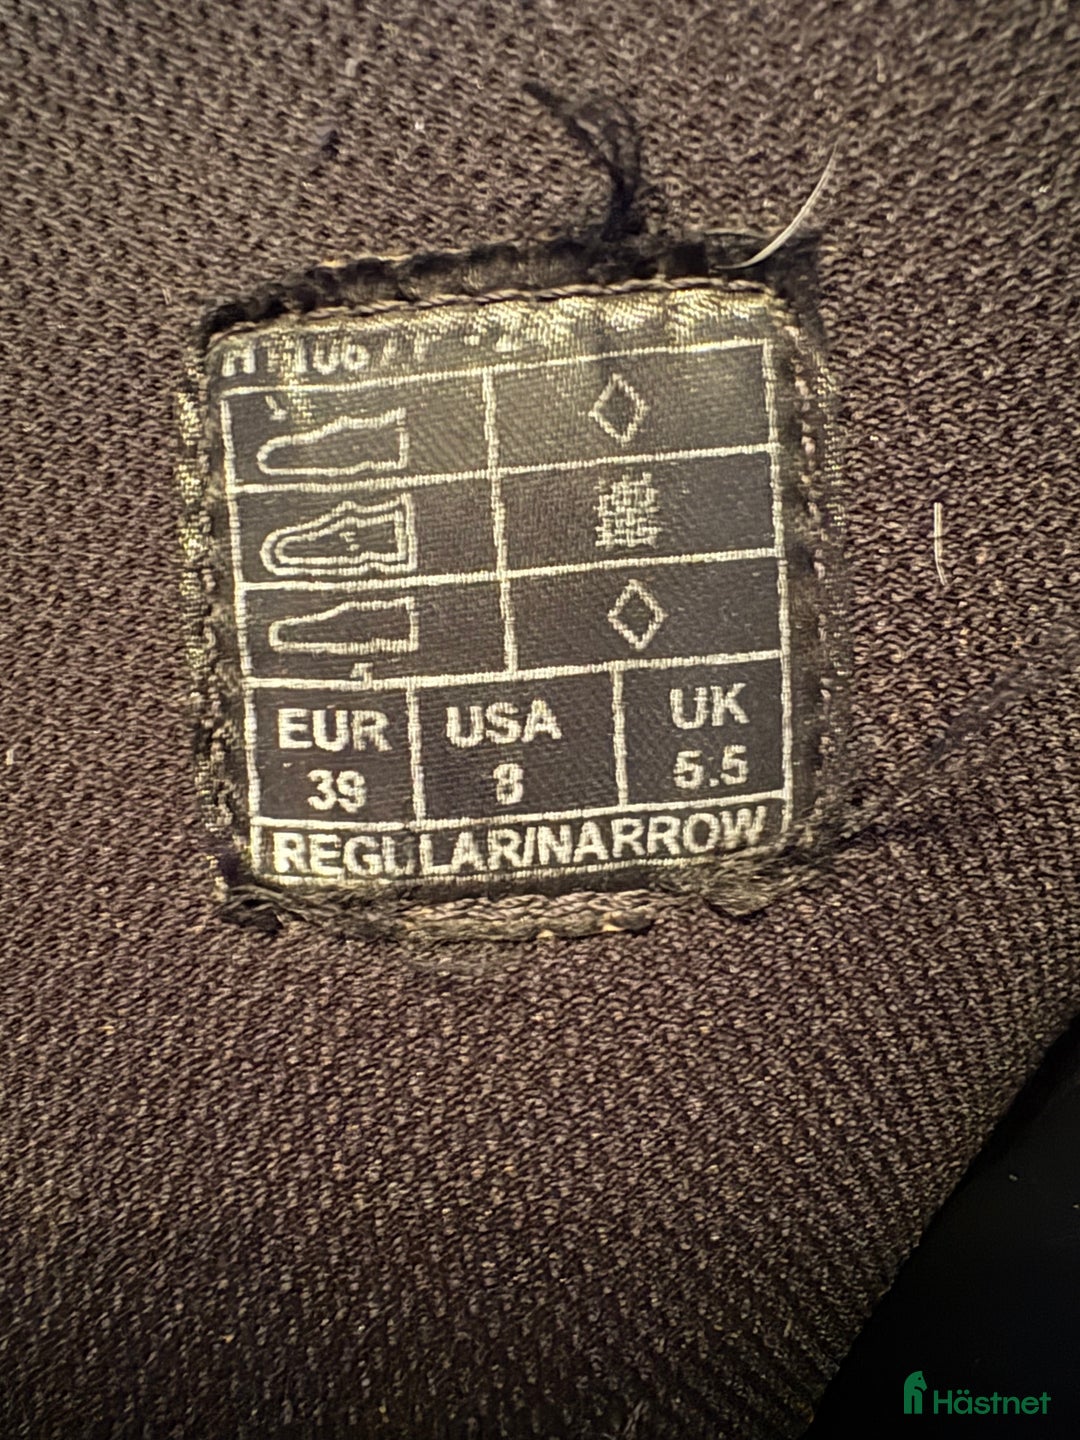 EUR USA UK
39 8 5.5
REGULAR/NARROW
Hästnet